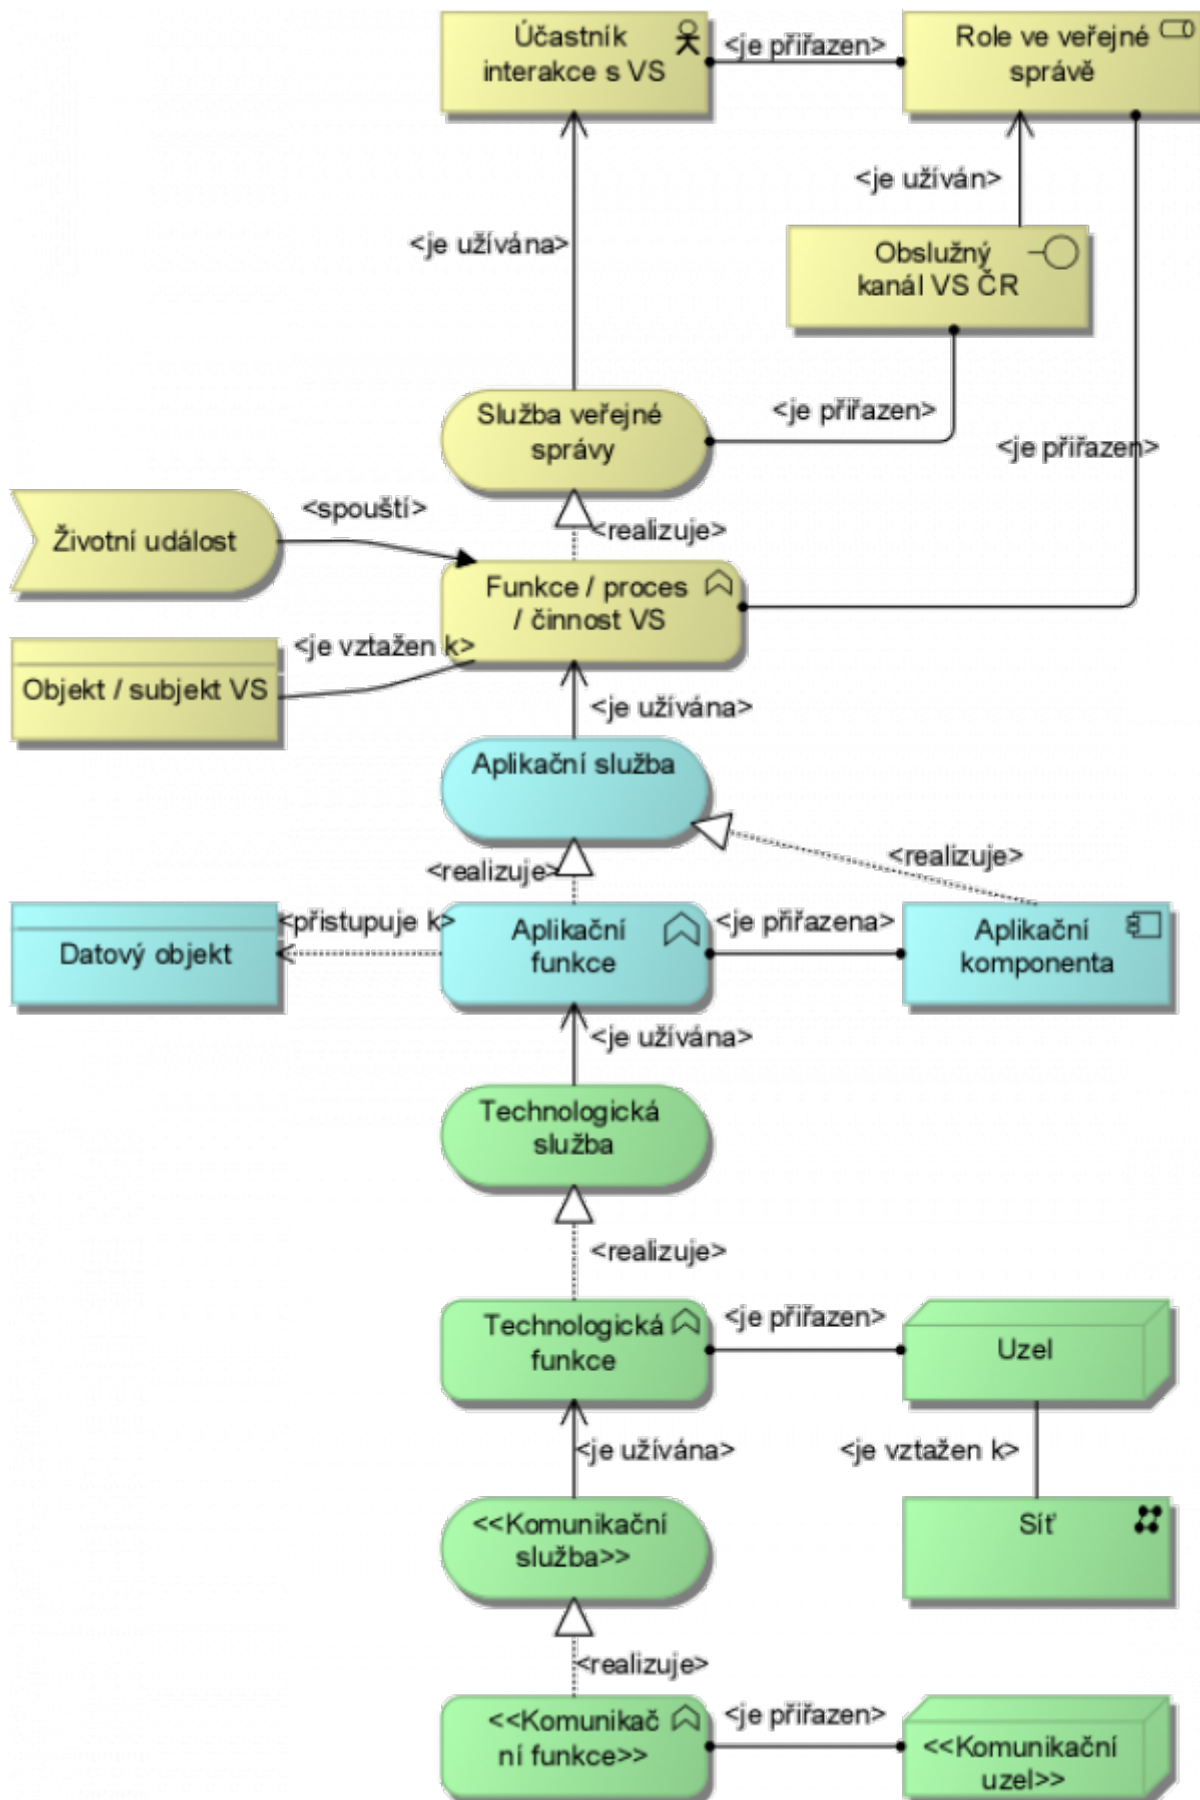 Účastník
interakce s VS
<je přiřazen>
Role ve veřejné
správě
<je užíván>
<je užívána>
Obslužný
kanál VS ČR
Služba veřejné
správy
<je přiřazen>
<je přiřazen>
<spouští>
Životní událost
<realizuje>
Funkce / proces
/ činnost VS
<je vztažen k>
Objekt / subjekt VS
<je užívána>
Aplikační služba
<realizuje>
<realizuje>
<přistupuje k>
Datový objekt
Aplikační
funkce
<je přiřazena>
Aplikační
komponenta
<je užívána>
Technologická
služba
<realizuje>
Technologická
funkce
<je přiřazen>
Uzel
<je užívána>
<je vztažen k>
<<Komunikační
služba>>
Síť
<realizuje>
<<Komunikač
ní funkce>>
<je přiřazen>
<<Komunikační
uzel>>